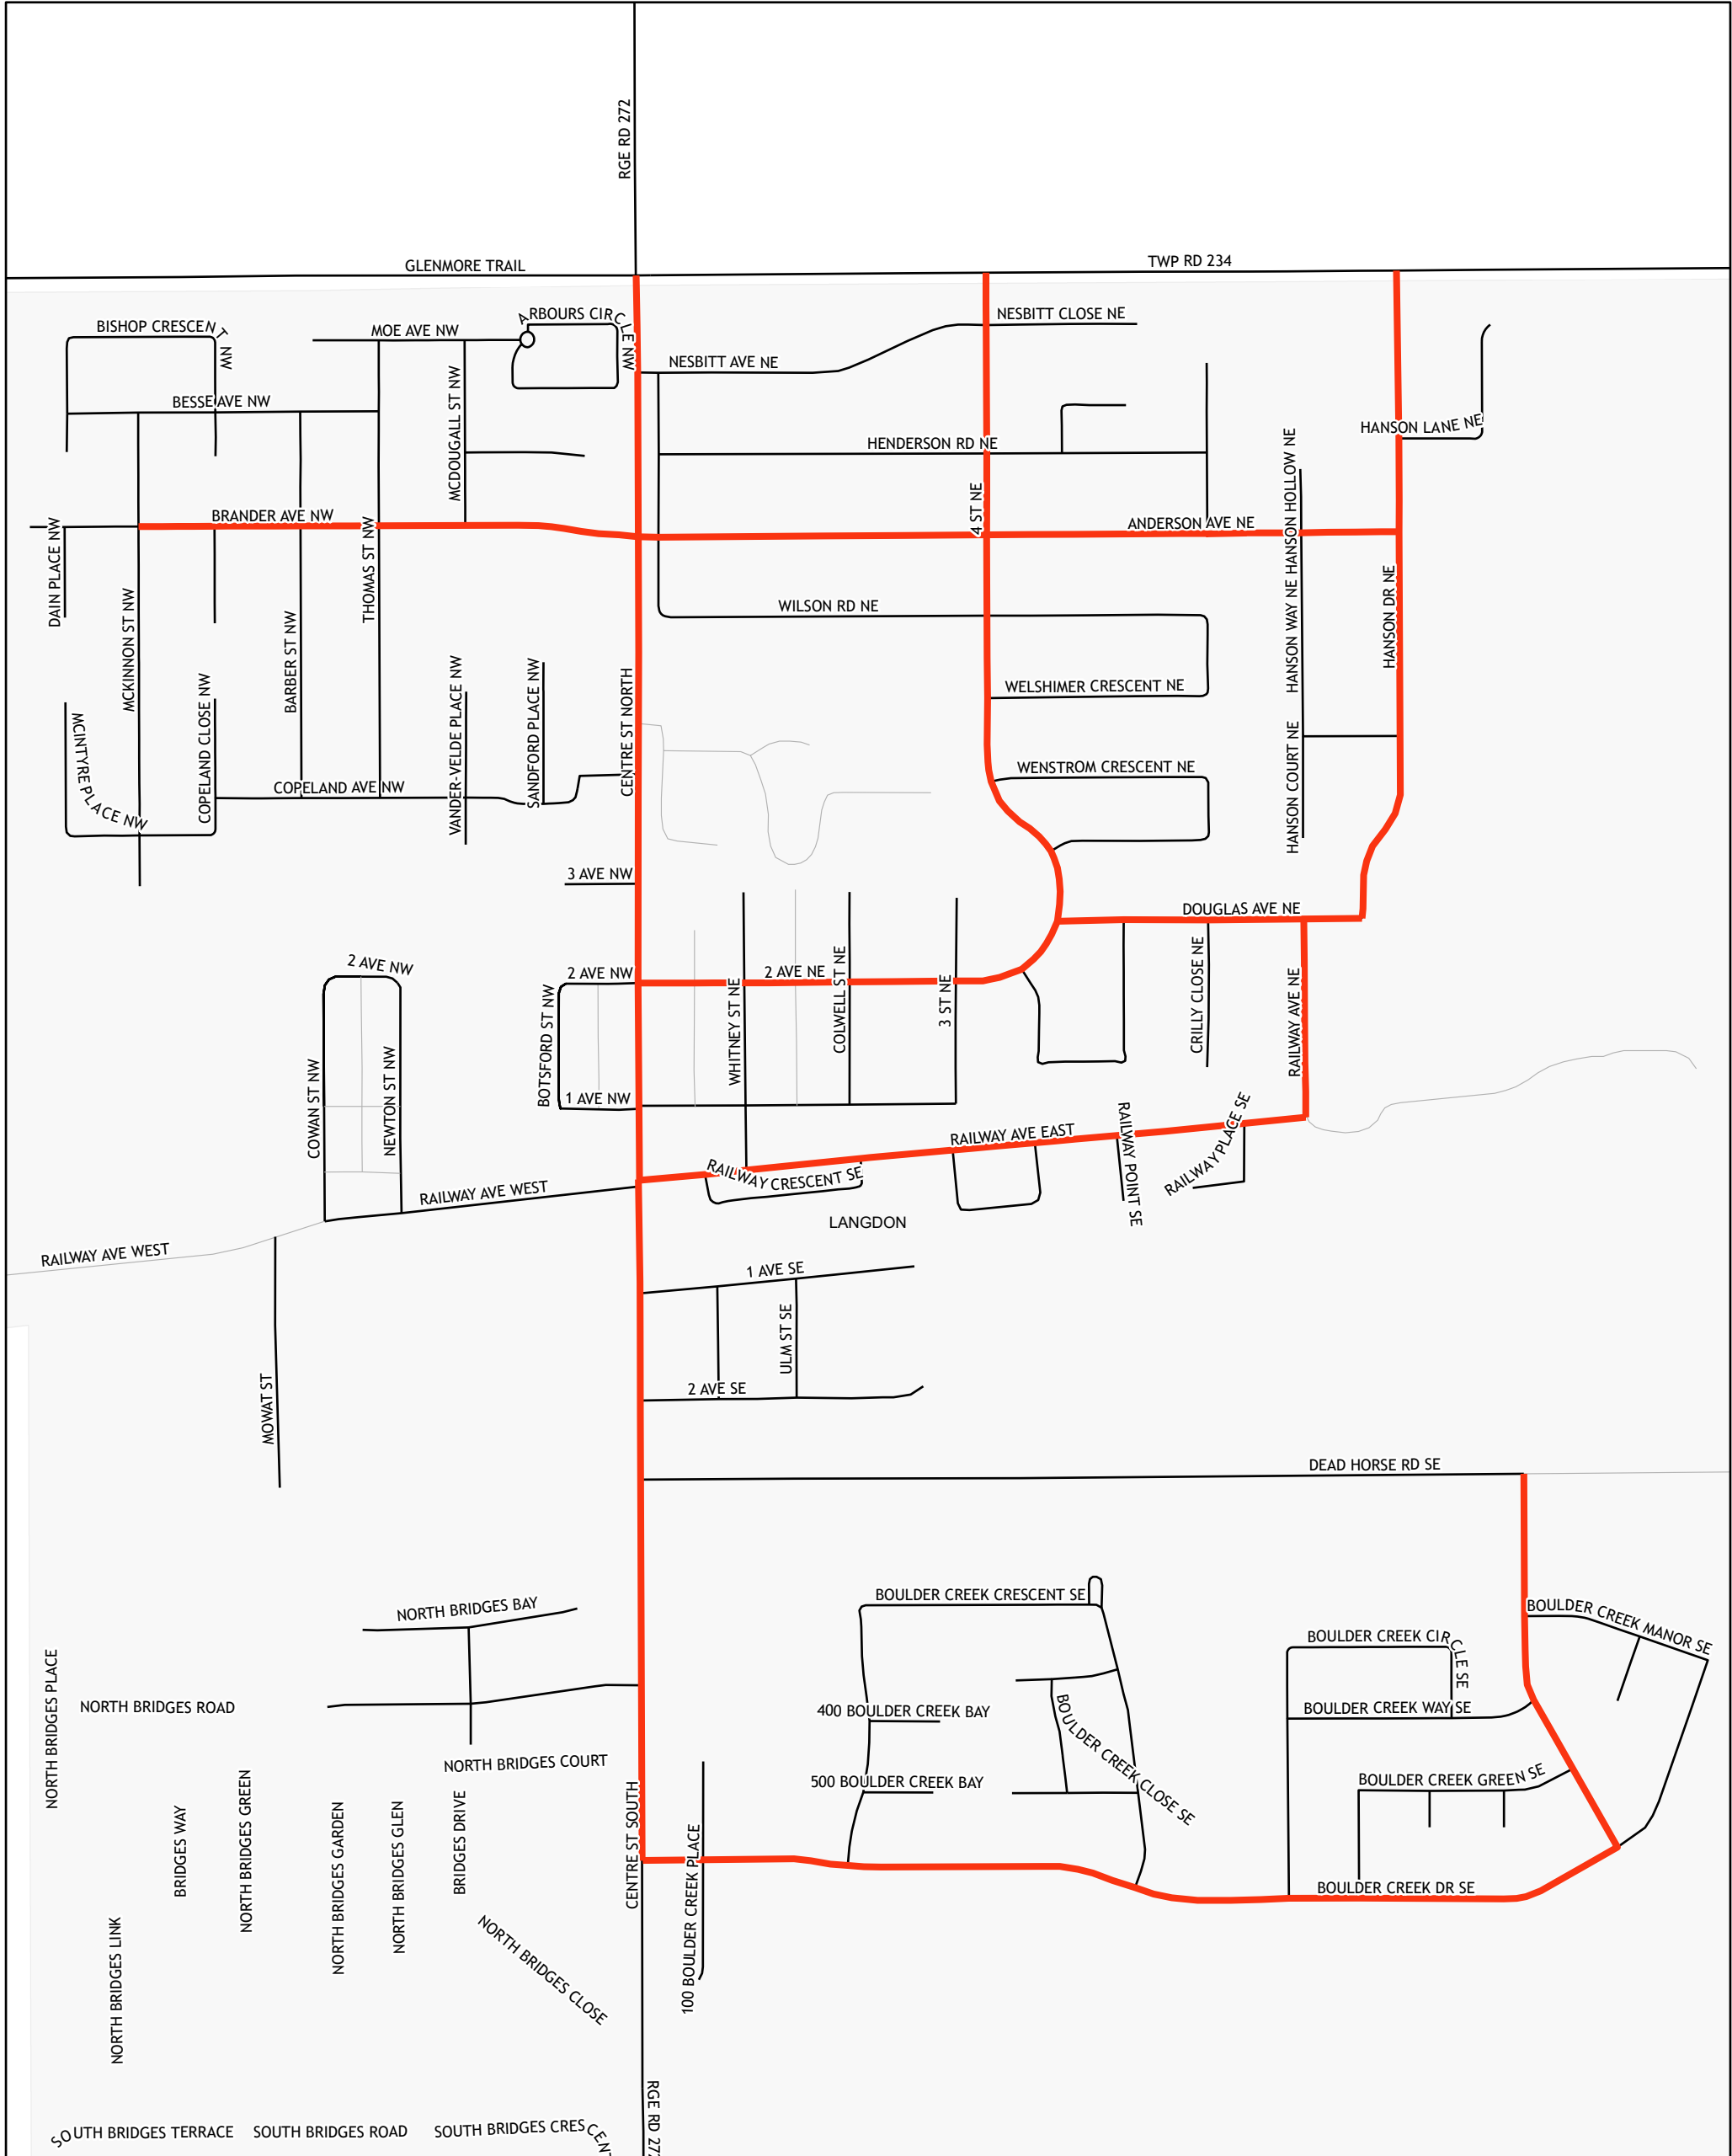 RGE RD 272
GLENMORE TRAIL
TWP RD 234
BISHOP CRESCENT NW
MOE AVE NW
ARBOURS CIRCLE NW
NESBITT CLOSE NE
NESBITT AVE NE
BESSE AVE NW
MCDOUGALL ST NW
HENDERSON RD NE
HANSON LANE NE
HANSON HOLLOW NE
4 ST NE
BRANDER AVE NW
ANDERSON AVE NE
DAIN PLACE NW
THOMAS ST NW
MCKINNON ST NW
BARBER ST NW
WILSON RD NE
HANSON WAY NE
HANSON DR NE
WELSHIMER CRESCENT NE
MCINTYRE PLACE NW
COPELAND CLOSE NW
VANDER-VELDE PLACE NW
SANDFORD PLACE NW
CENTRE ST NORTH
COPELAND AVE NW
WENSTROM CRESCENT NE
HANSON COURT NE
3 AVE NW
DOUGLAS AVE NE
2 AVE NW
2 AVE NW
2 AVE NE
BOTSFORD ST NW
WHITNEY ST NE
COLWELL ST NE
3 ST NE
CRILLY CLOSE NE
RAILWAY AVE NE
COWAN ST NW
NEWTON ST NW
1 AVE NW
RAILWAY AVE EAST
RAILWAY POINT SE
RAILWAY PLACE SE
RAILWAY CRESCENT SE
RAILWAY AVE WEST
LANGDON
RAILWAY AVE WEST
1 AVE SE
ULM ST SE
2 AVE SE
MOWAT ST
DEAD HORSE RD SE
NORTH BRIDGES BAY
BOULDER CREEK CRESCENT SE
BOULDER CREEK MANOR SE
BOULDER CREEK CIRCLE SE
NORTH BRIDGES PLACE
NORTH BRIDGES ROAD
400 BOULDER CREEK BAY
BOULDER CREEK CLOSE SE
BOULDER CREEK WAY SE
NORTH BRIDGES COURT
500 BOULDER CREEK BAY
BOULDER CREEK GREEN SE
BRIDGES WAY
NORTH BRIDGES GREEN
NORTH BRIDGES GARDEN
NORTH BRIDGES GLEN
BRIDGES DRIVE
CENTRE ST SOUTH
100 BOULDER CREEK PLACE
BOULDER CREEK DR SE
NORTH BRIDGES LINK
NORTH BRIDGES CLOSE
RGE RD 272
SOUTH BRIDGES TERRACE
SOUTH BRIDGES ROAD
SOUTH BRIDGES CRESCENT